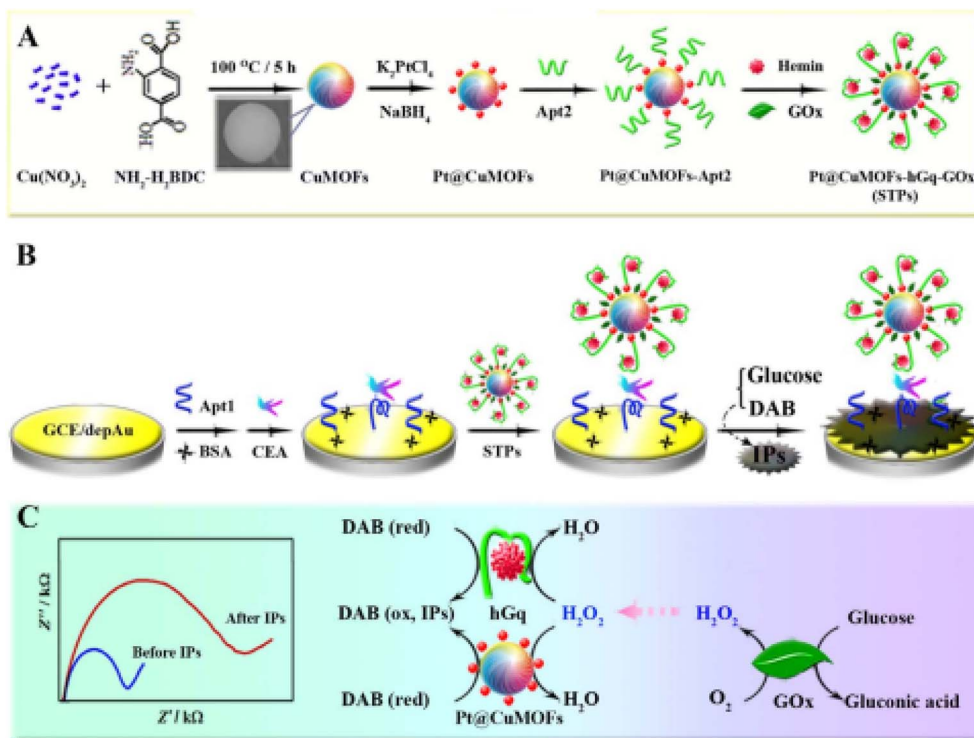 A
NH₂
OH
O
O
OH
+
100 °C / 5 h
K₂PtCl₄
NaBH₄
Apt2
Hemin
GOx
Cu(NO₃)₂
NH₂-H₂BDC
CuMOFs
Pt@CuMOFs
Pt@CuMOFs-Apt2
Pt@CuMOFs-hGq-GOx
(STPs)
B
GCE/depAu
Apt1
BSA
CEA
STPs
Glucose
DAB
IPs
C
Z'' / kΩ
After IPs
Before IPs
Z' / kΩ
DAB (red)
H₂O
DAB (ox, IPs)
hGq
H₂O₂
H₂O₂
Glucose
DAB (red)
H₂O
Pt@CuMOFs
O₂
GOx
Gluconic acid